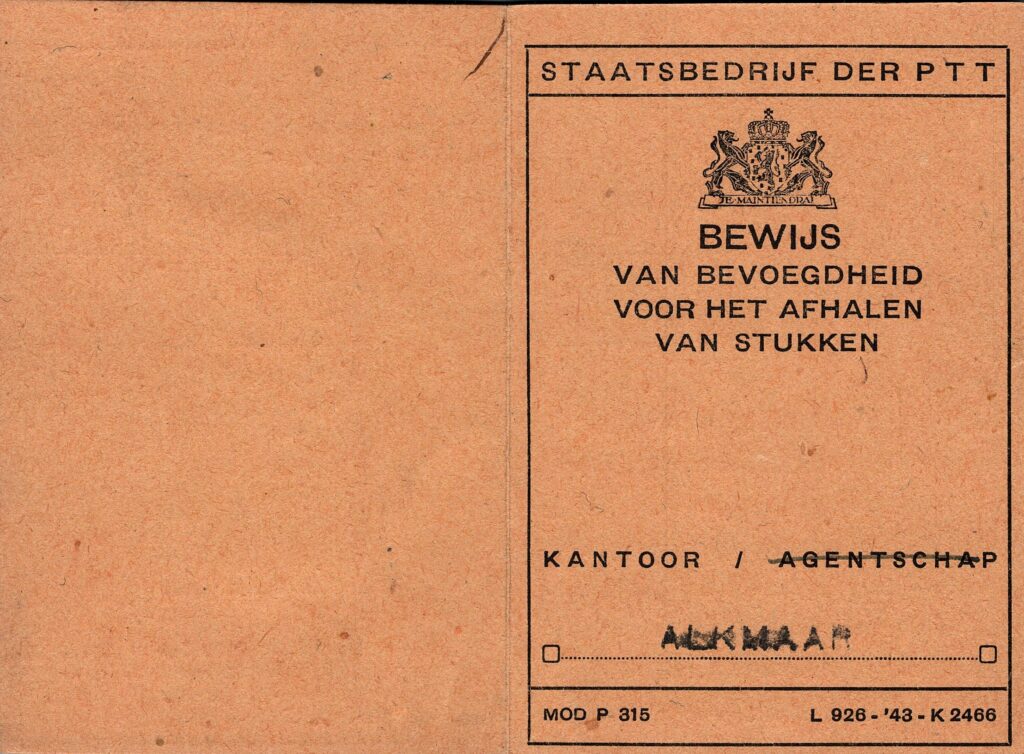 STAATSBEDRIJF DER PTT
JE MAINTIENDRAI
BEWIJS
VAN BEVOEGDHEID
VOOR HET AFHALEN
VAN STUKKEN
KANTOOR / AGENTSCHAP
ALKMAAR
MOD P 315 L 926 - '43 - K 2466